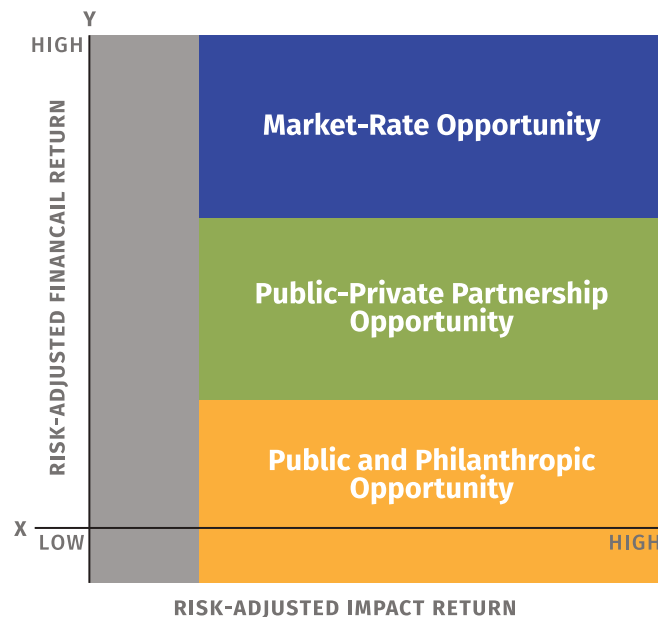 Y
HIGH
RISK-ADJUSTED FINANCAIL RETURN
Market-Rate Opportunity
Public-Private Partnership
Opportunity
Public and Philanthropic
Opportunity
X
LOW
HIGH
RISK-ADJUSTED IMPACT RETURN